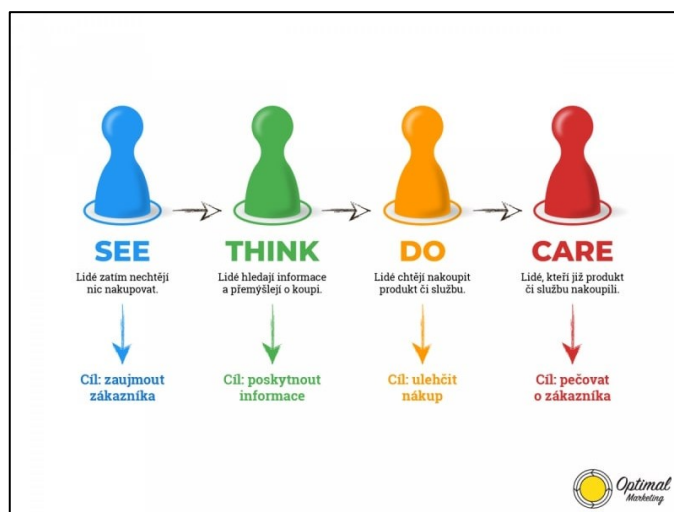 SEE
Lidé zatím nechtějí
nic nakupovat.
Cíl: zaujmout
zákazníka
THINK
Lidé hledají informace
a přemýšlejí o koupi.
Cíl: poskytnout
informace
DO
Lidé chtějí nakoupit
produkt či službu.
Cíl: ulehčit
nákup
CARE
Lidé, kteří již produkt
či službu nakoupili.
Cíl: pečovat
o zákazníka
Optimal
Marketing